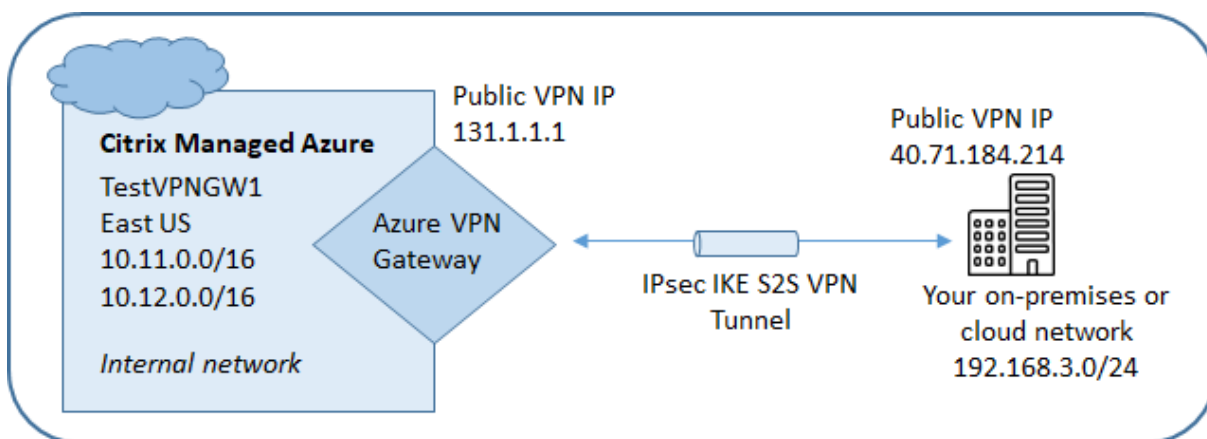 Public VPN IP
131.1.1.1
Citrix Managed Azure
TestVPNGW1
East US
10.11.0.0/16
10.12.0.0/16
Internal network
Azure VPN
Gateway
IPsec IKE S2S VPN
Tunnel
Public VPN IP
40.71.184.214
Your on-premises or
cloud network
192.168.3.0/24